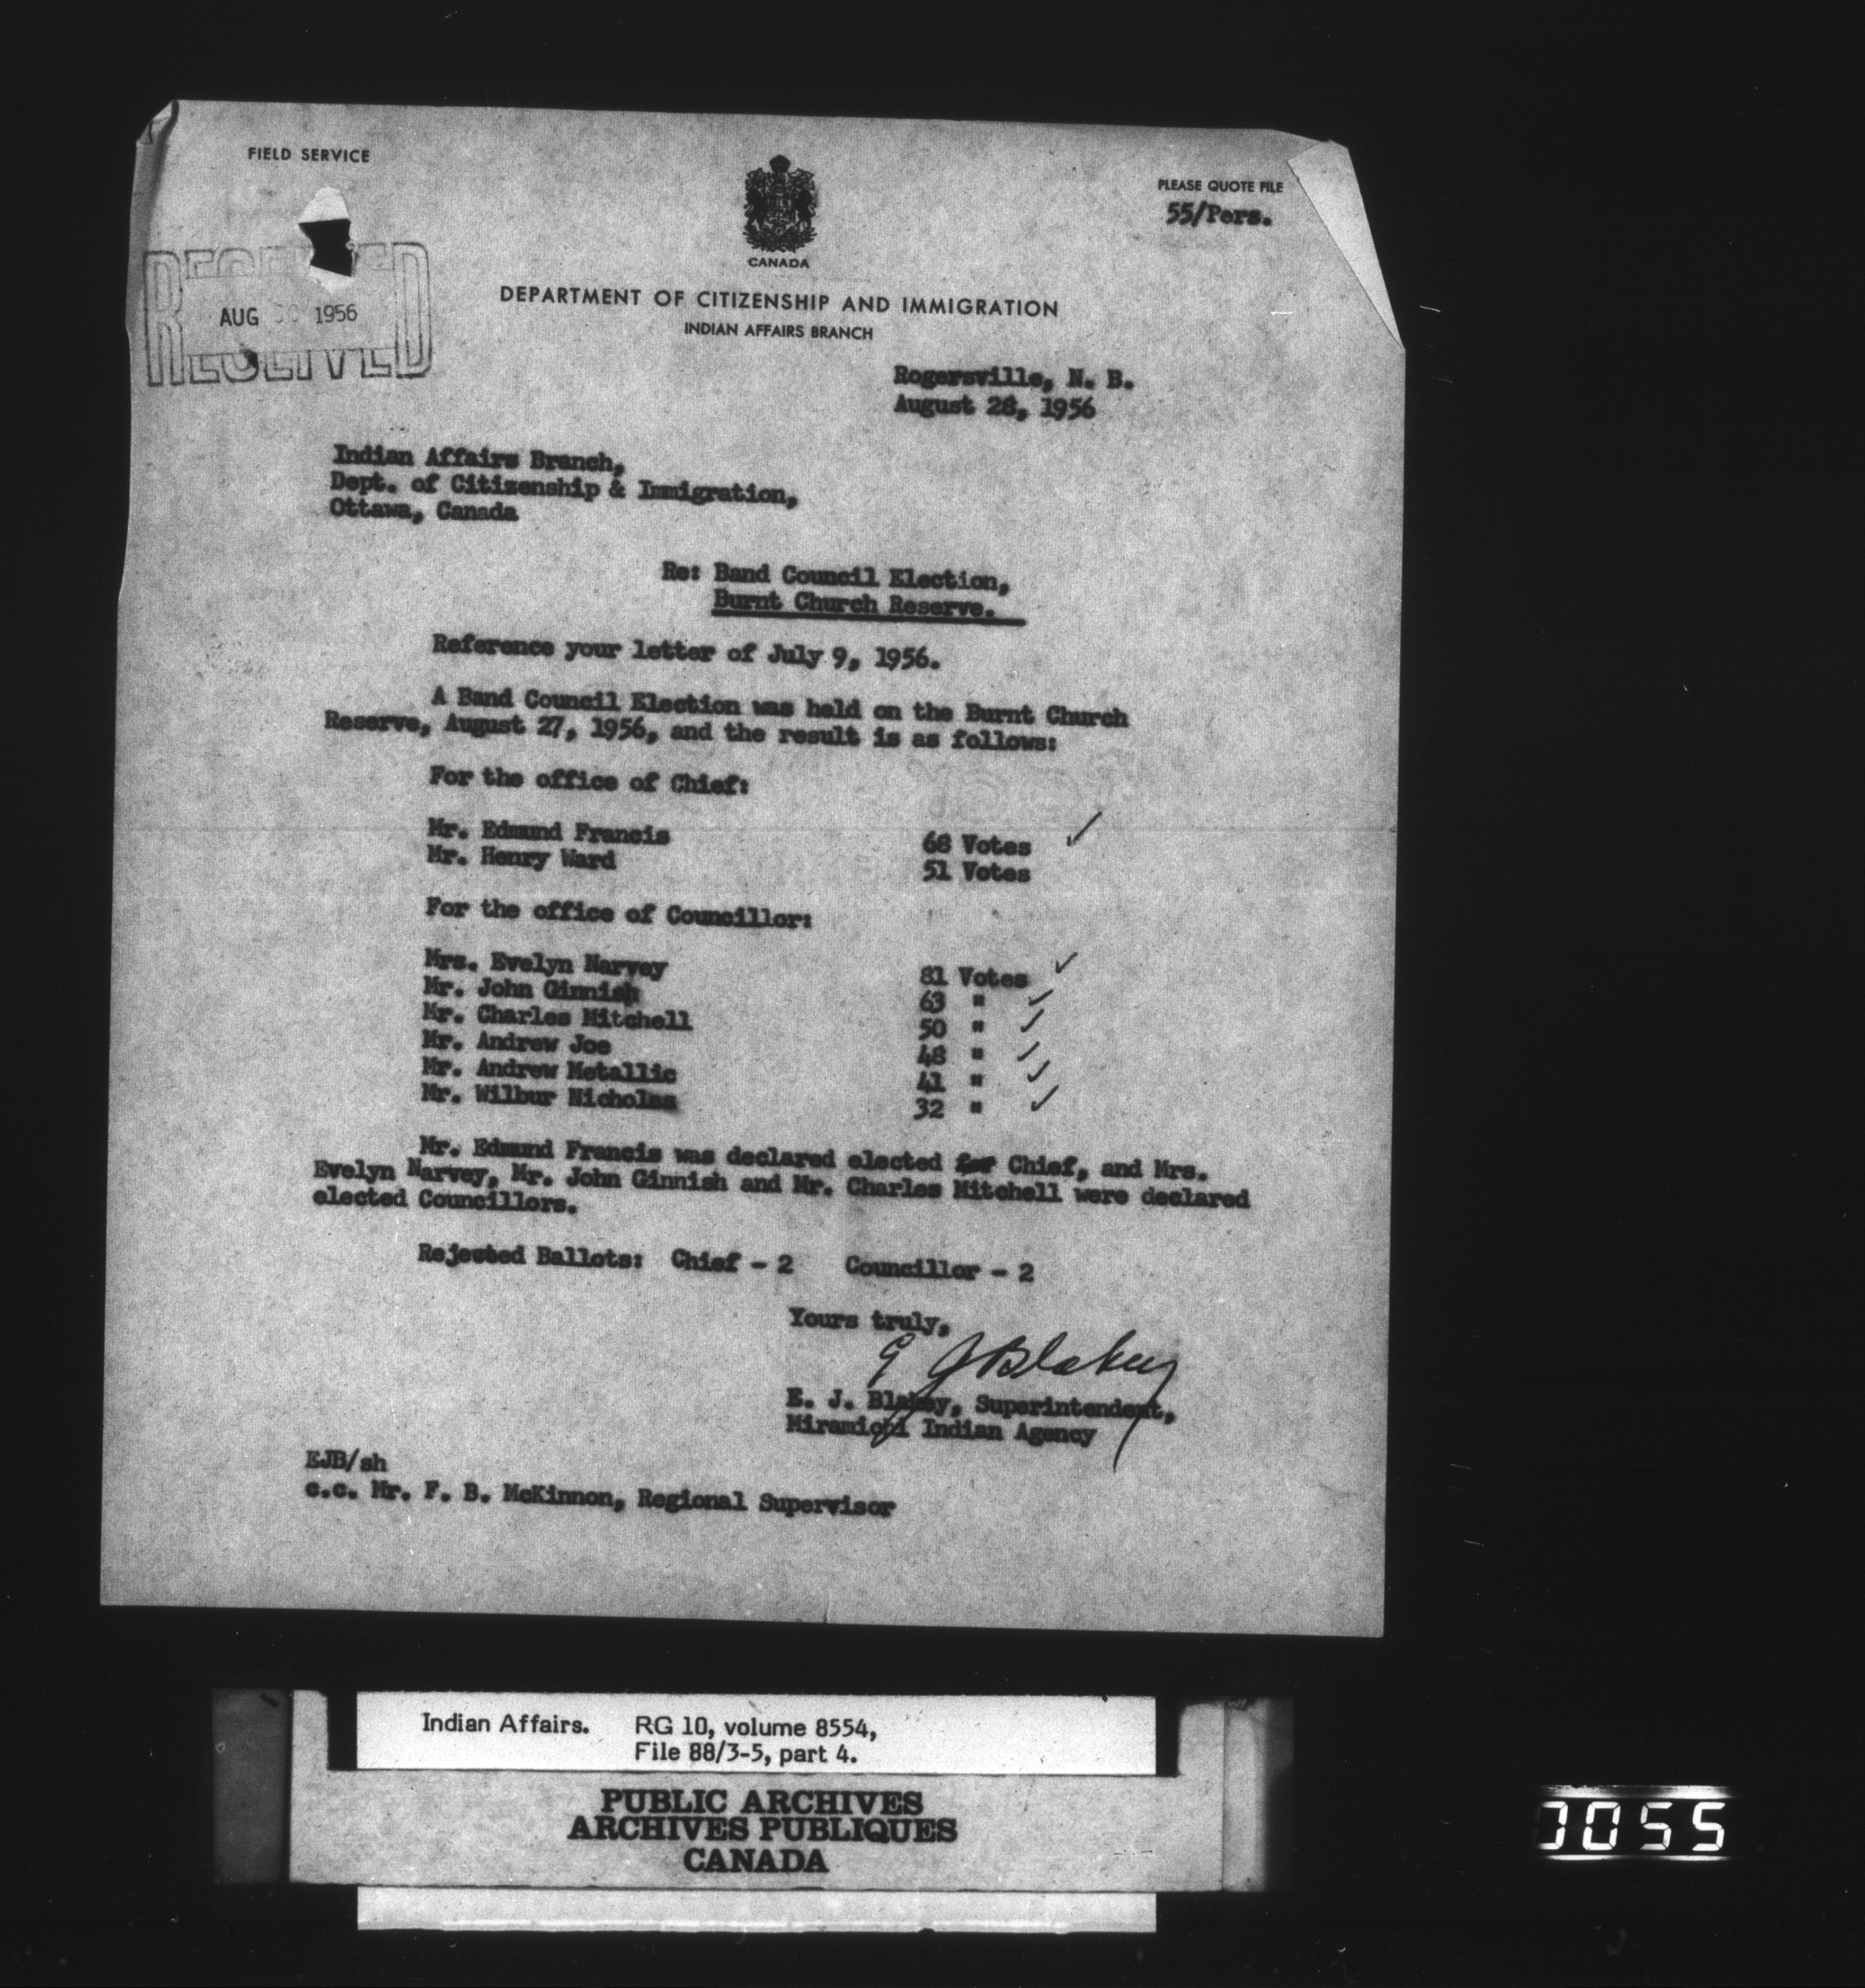 FIELD SERVICE
PLEASE QUOTE FILE
55/Pers.
CANADA
RECEIVED
AUG 30 1956
RECEIVED
DEPARTMENT OF CITIZENSHIP AND IMMIGRATION
INDIAN AFFAIRS BRANCH
Rogersville, N. B.
August 28, 1956
Indian Affairs Branch,
Dept. of Citizenship & Immigration,
Ottawa, Canada
Re: Band Council Election,
Burnt Church Reserve.
Reference your letter of July 9, 1956.
A Band Council Election was held on the Burnt Church
Reserve, August 27, 1956, and the result is as follows:
For the office of Chief:
Mr. Edmund Francis 68 Votes ✓
Mr. Henry Ward 51 Votes
For the office of Councillor:
Mrs. Evelyn Narvey 81 Votes ✓
Mr. John Ginnish 63 " ✓
Mr. Charles Mitchell 50 " ✓
Mr. Andrew Joe 48 " ✓
Mr. Andrew Metallic 41 " ✓
Mr. Wilbur Nicholas 32 " ✓
Mr. Edmund Francis was declared elected for Chief, and Mrs.
Evelyn Narvey, Mr. John Ginnish and Mr. Charles Mitchell were declared
elected Councillors.
Rejected Ballots: Chief - 2 Councillor - 2
Yours truly,
E J Blakey
E. J. Blakey, Superintendent,
Miramichi Indian Agency
EJB/sh
c.c. Mr. F. B. McKinnon, Regional Supervisor
Indian Affairs. RG 10, volume 8554,
File 88/3-5, part 4.
PUBLIC ARCHIVES
ARCHIVES PUBLIQUES
CANADA
0055